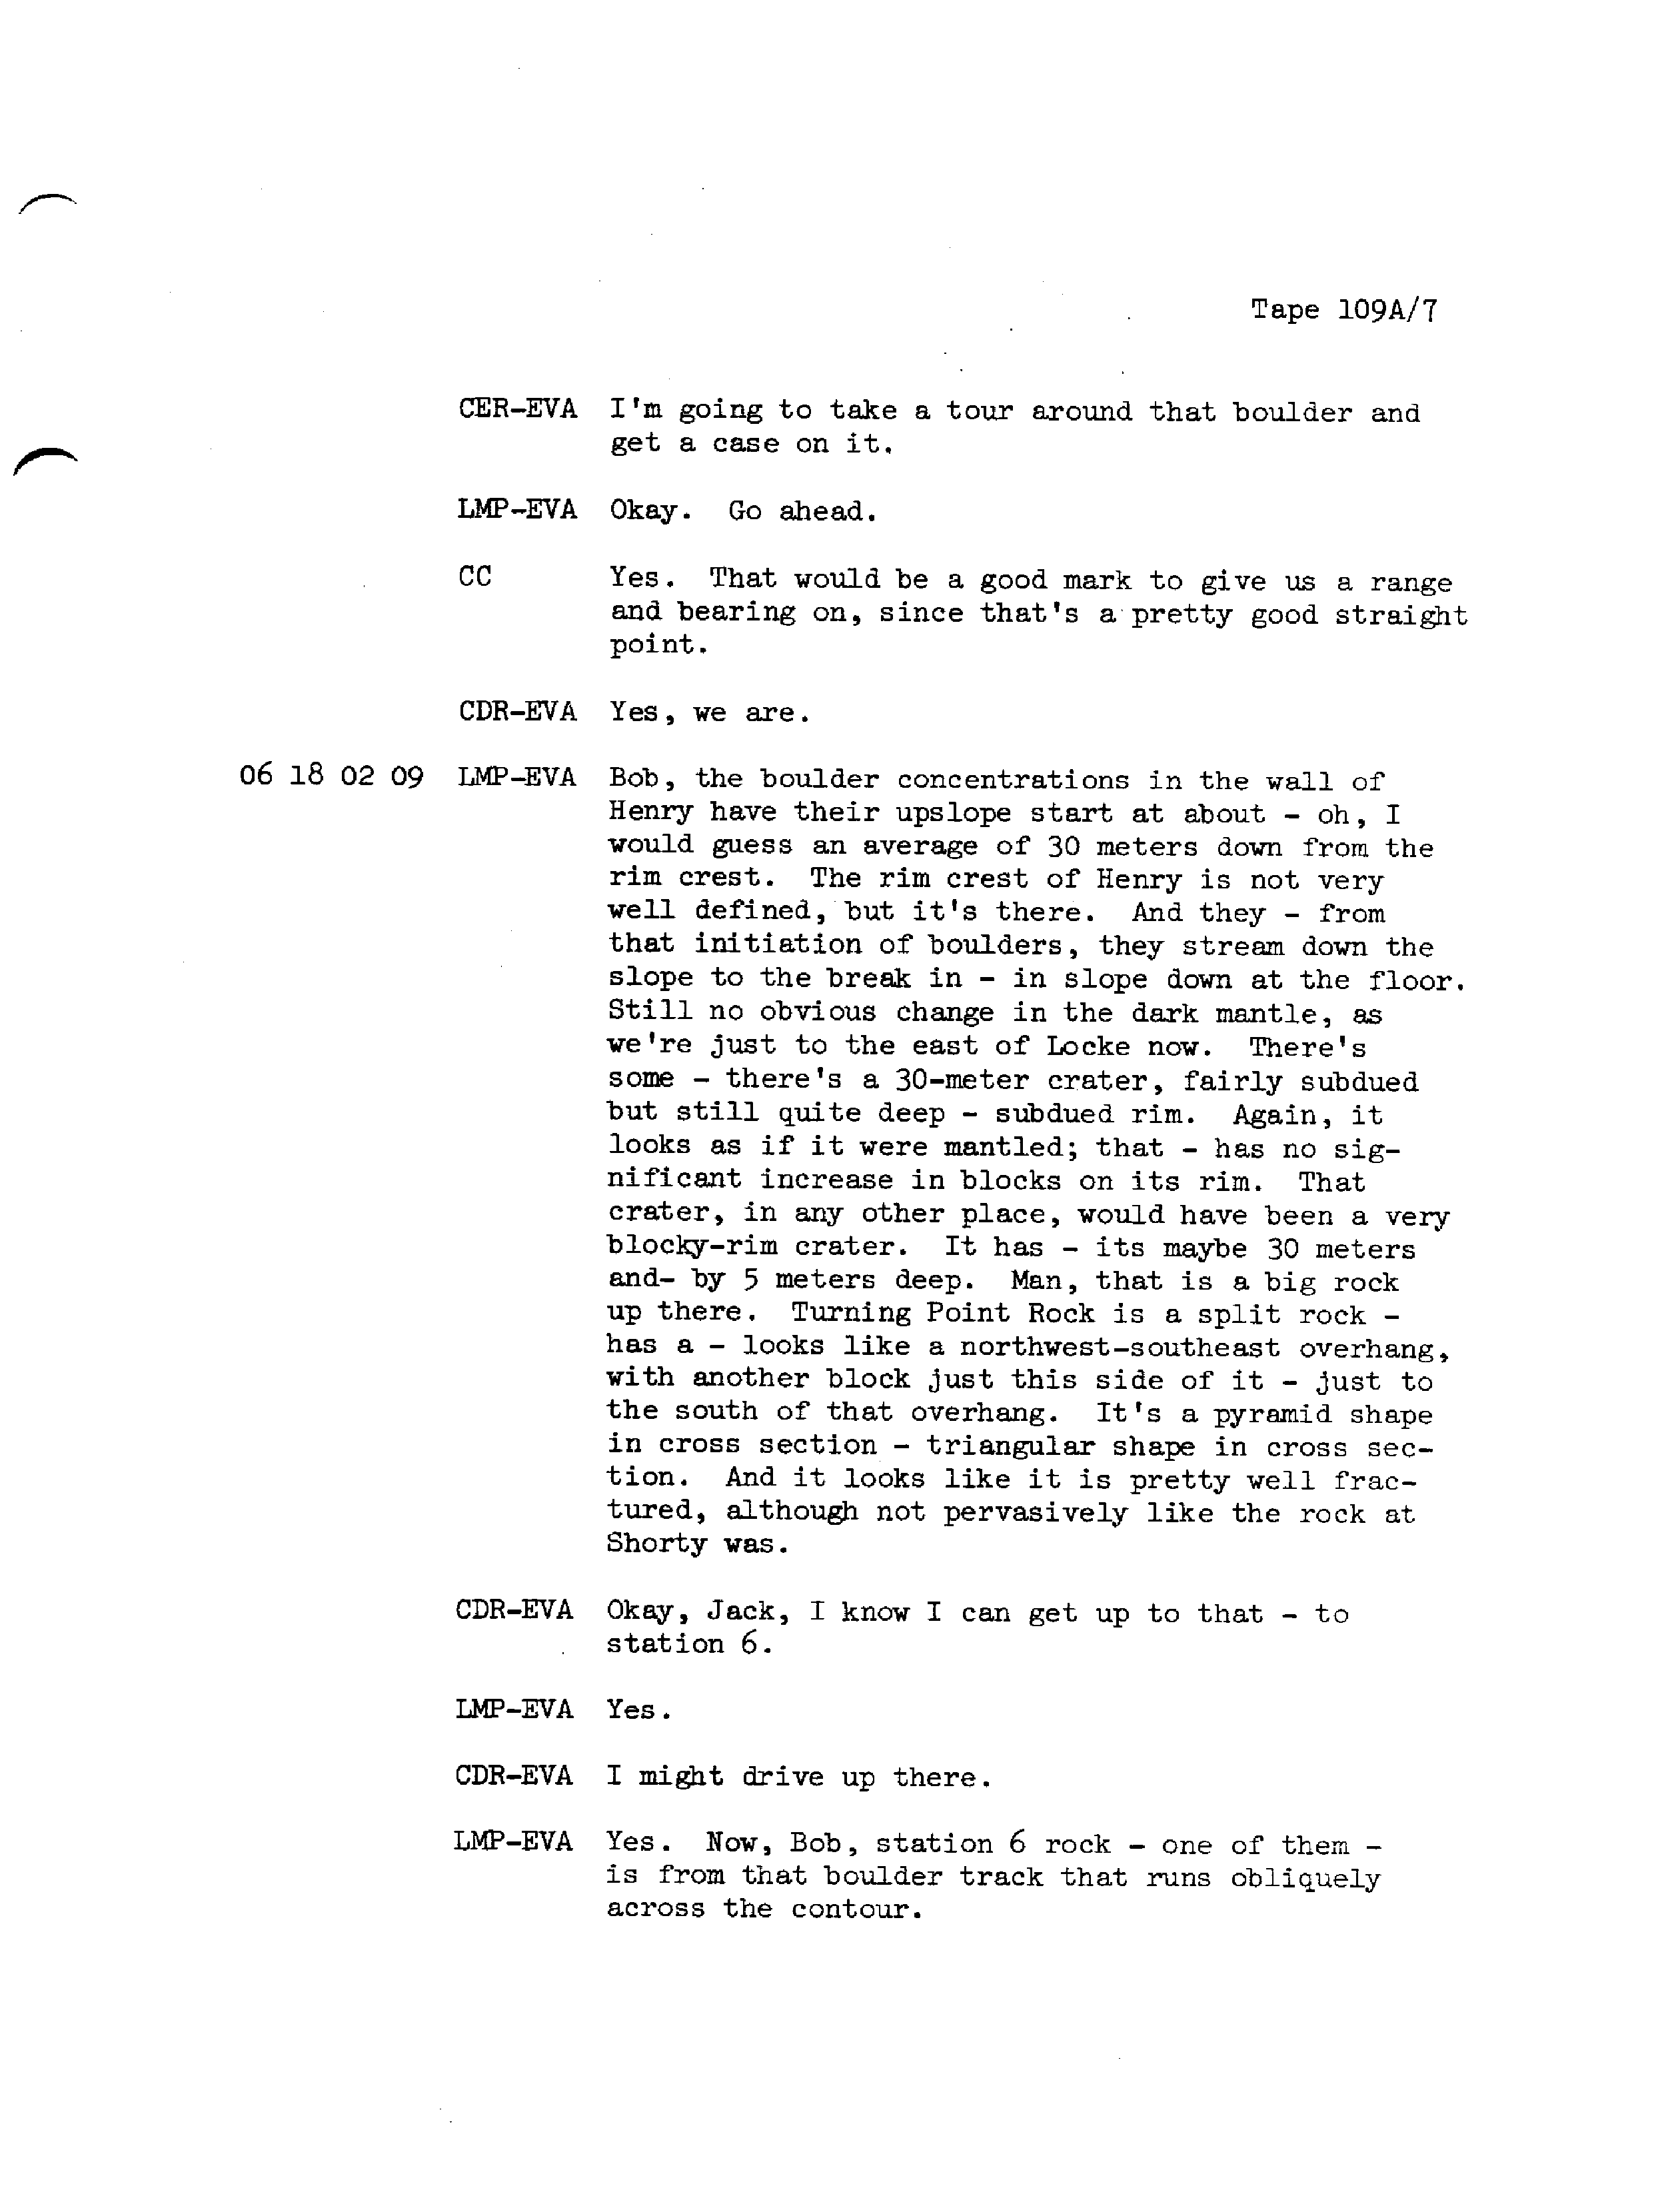 Tape 109A/7
CER-EVA I'm going to take a tour around that boulder and
get a case on it.
LMP-EVA Okay. Go ahead.
CC Yes. That would be a good mark to give us a range
and bearing on, since that's a pretty good straight
point.
CDR-EVA Yes, we are.
06 18 02 09 LMP-EVA Bob, the boulder concentrations in the wall of
Henry have their upslope start at about - oh, I
would guess an average of 30 meters down from the
rim crest. The rim crest of Henry is not very
well defined, but it's there. And they - from
that initiation of boulders, they stream down the
slope to the break in - in slope down at the floor.
Still no obvious change in the dark mantle, as
we're just to the east of Locke now. There's
some - there's a 30-meter crater, fairly subdued
but still quite deep - subdued rim. Again, it
looks as if it were mantled; that - has no sig-
nificant increase in blocks on its rim. That
crater, in any other place, would have been a very
blocky-rim crater. It has - its maybe 30 meters
and- by 5 meters deep. Man, that is a big rock
up there. Turning Point Rock is a split rock -
has a - looks like a northwest-southeast overhang,
with another block just this side of it - just to
the south of that overhang. It's a pyramid shape
in cross section - triangular shape in cross sec-
tion. And it looks like it is pretty well frac-
tured, although not pervasively like the rock at
Shorty was.
CDR-EVA Okay, Jack, I know I can get up to that - to
station 6.
LMP-EVA Yes.
CDR-EVA I might drive up there.
LMP-EVA Yes. Now, Bob, station 6 rock - one of them -
is from that boulder track that runs obliquely
across the contour.